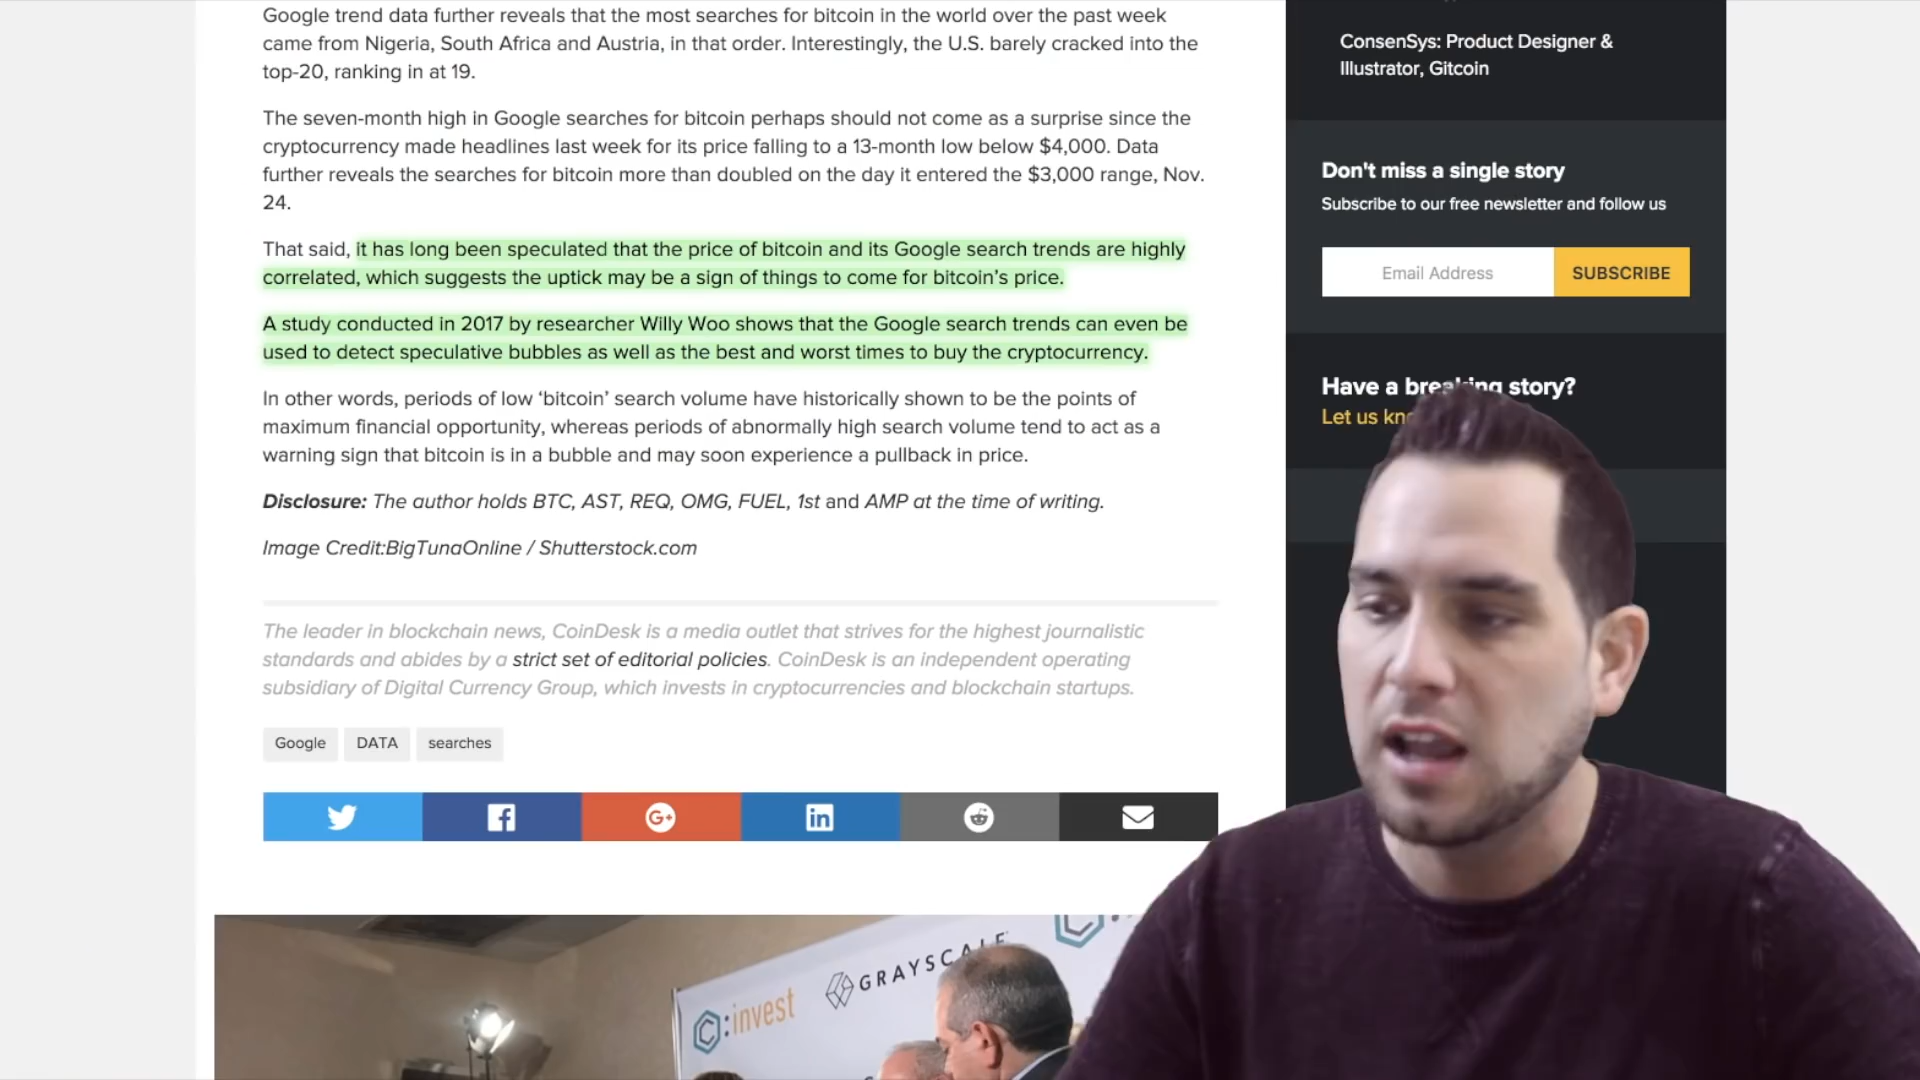 Google trend data further reveals that the most searches for bitcoin in the world over the past week
came from Nigeria, South Africa and Austria, in that order. Interestingly, the U.S. barely cracked into the
top-20, ranking in at 19.
The seven-month high in Google searches for bitcoin perhaps should not come as a surprise since the
cryptocurrency made headlines last week for its price falling to a 13-month low below $4,000. Data
further reveals the searches for bitcoin more than doubled on the day it entered the $3,000 range, Nov.
24.
That said, it has long been speculated that the price of bitcoin and its Google search trends are highly
correlated, which suggests the uptick may be a sign of things to come for bitcoin's price.
A study conducted in 2017 by researcher Willy Woo shows that the Google search trends can even be
used to detect speculative bubbles as well as the best and worst times to buy the cryptocurrency.
In other words, periods of low ‘bitcoin’ search volume have historically shown to be the points of
maximum financial opportunity, whereas periods of abnormally high search volume tend to act as a
warning sign that bitcoin is in a bubble and may soon experience a pullback in price.
Disclosure: The author holds BTC, AST, REQ, OMG, FUEL, 1st and AMP at the time of writing.
Image Credit:BigTunaOnline / Shutterstock.com
The leader in blockchain news, CoinDesk is a media outlet that strives for the highest journalistic
standards and abides by a strict set of editorial policies. CoinDesk is an independent operating
subsidiary of Digital Currency Group, which invests in cryptocurrencies and blockchain startups.
Google DATA searches
G+ in
C:invest
GRAYSCALE
ConsenSys: Product Designer &
Illustrator, Gitcoin
Don't miss a single story
Subscribe to our free newsletter and follow us
Email Address SUBSCRIBE
Have a breaking story?
Let us